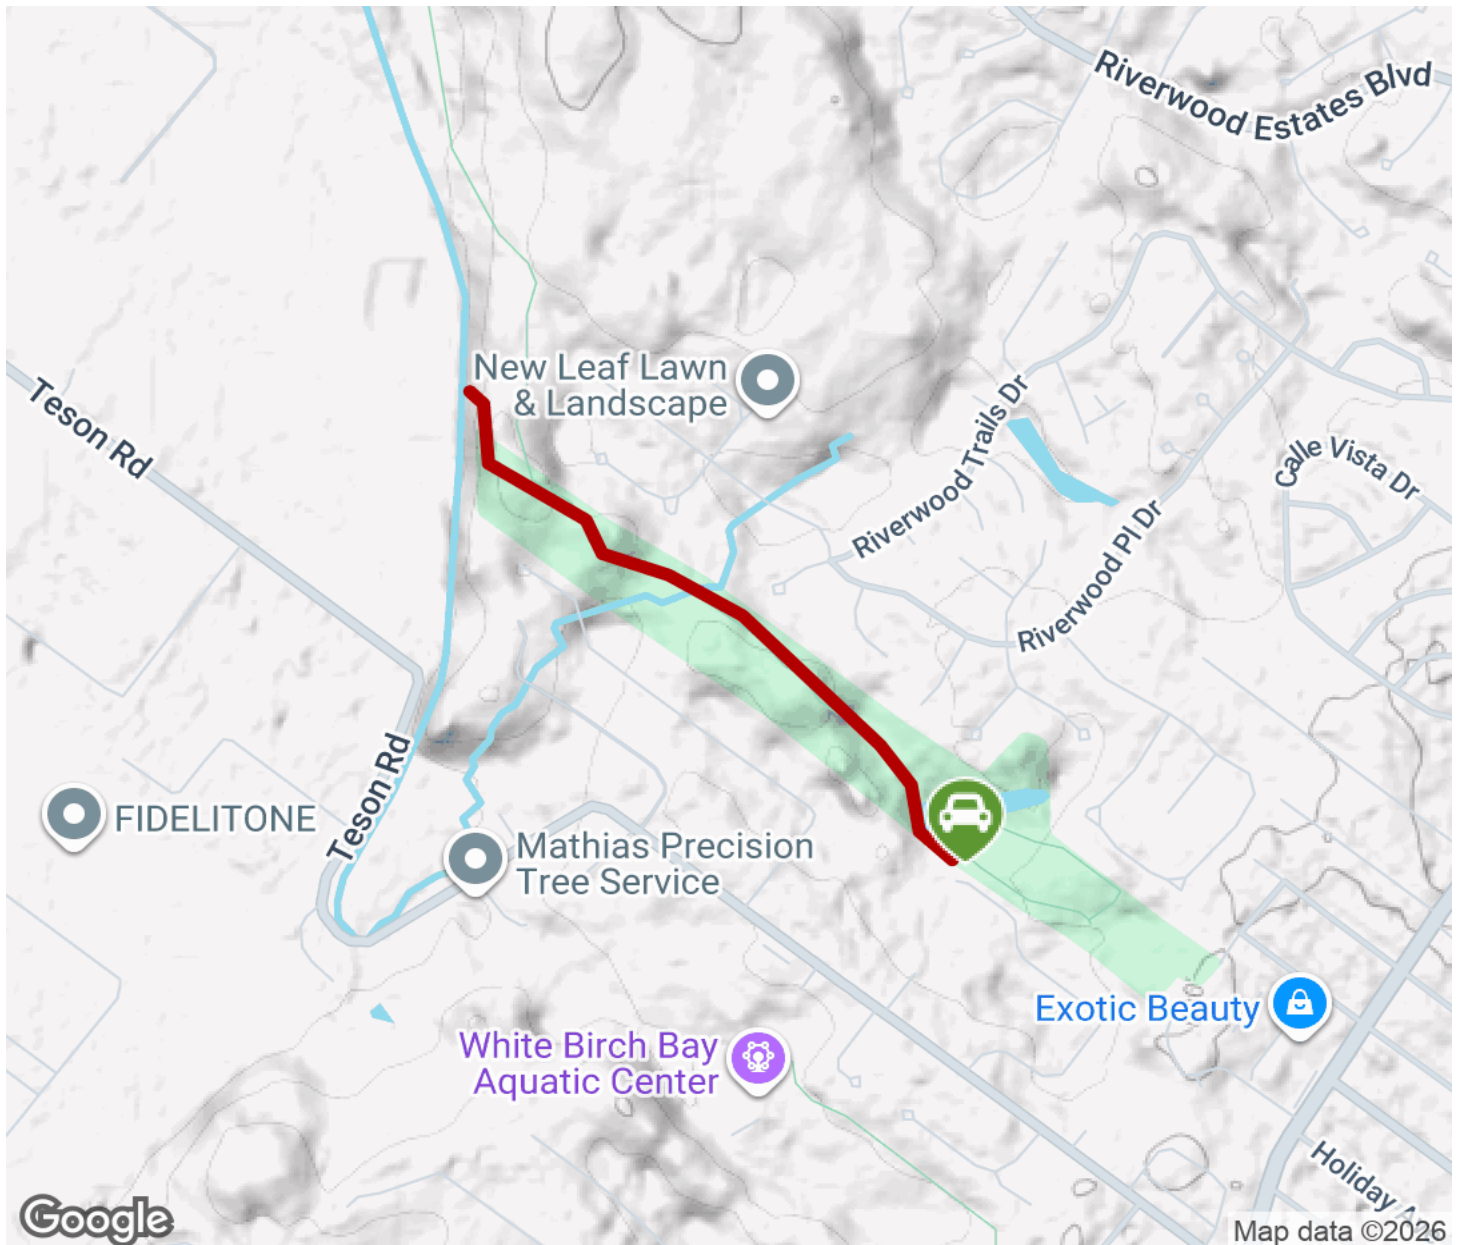 Riverwood Estates Blvd
New Leaf Lawn
& Landscape
Teson Rd
Riverwood Trails Dr
Calle Vista Dr
Riverwood Pl Dr
Teson Rd
FIDELITONE
Mathias Precision
Tree Service
Exotic Beauty
White Birch Bay
Aquatic Center
Holiday
Google
Map data ©2026